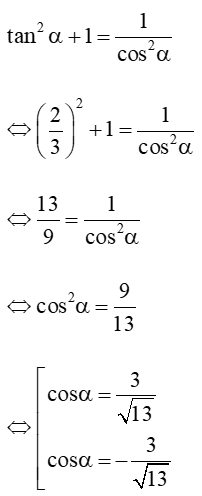 tan²α + 1 = 1/cos²α
⇔ (2/3)² + 1 = 1/cos²α
⇔ 13/9 = 1/cos²α
⇔ cos²α = 9/13
⇔ [ cosα = 3/√13
cosα = −3/√13